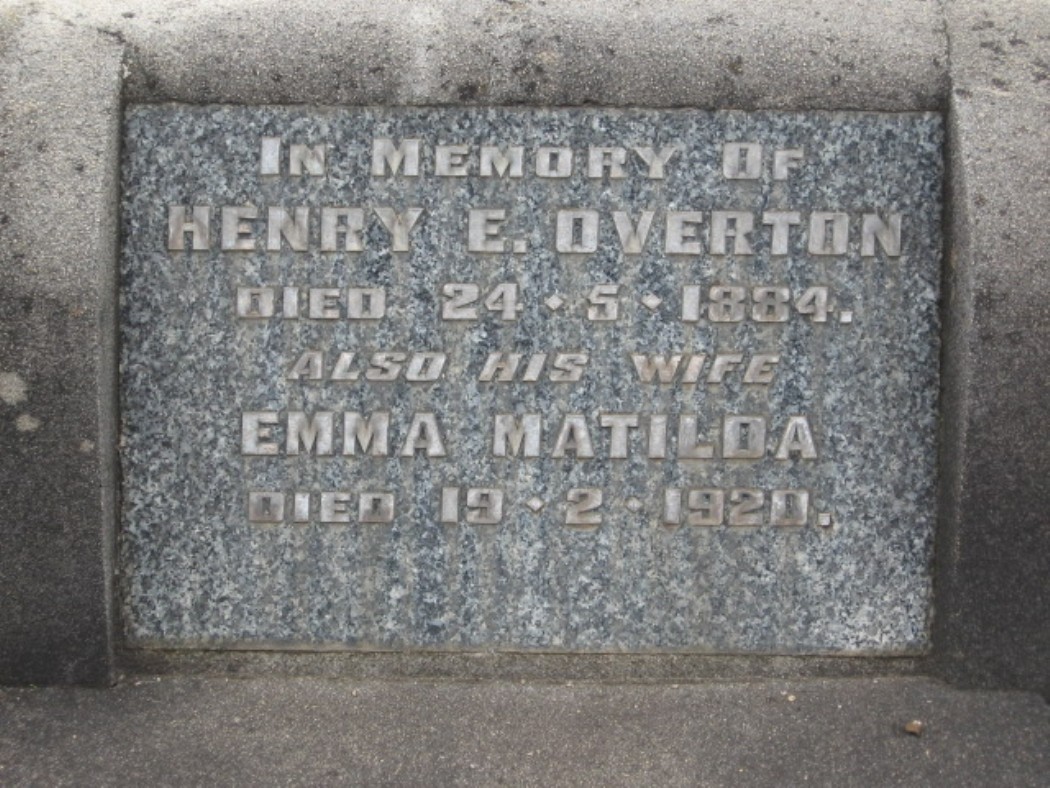 IN MEMORY OF
HENRY E. OVERTON
DIED 24 · 5 · 1884.
ALSO HIS WIFE
EMMA MATILDA
DIED 19 · 2 · 1920.